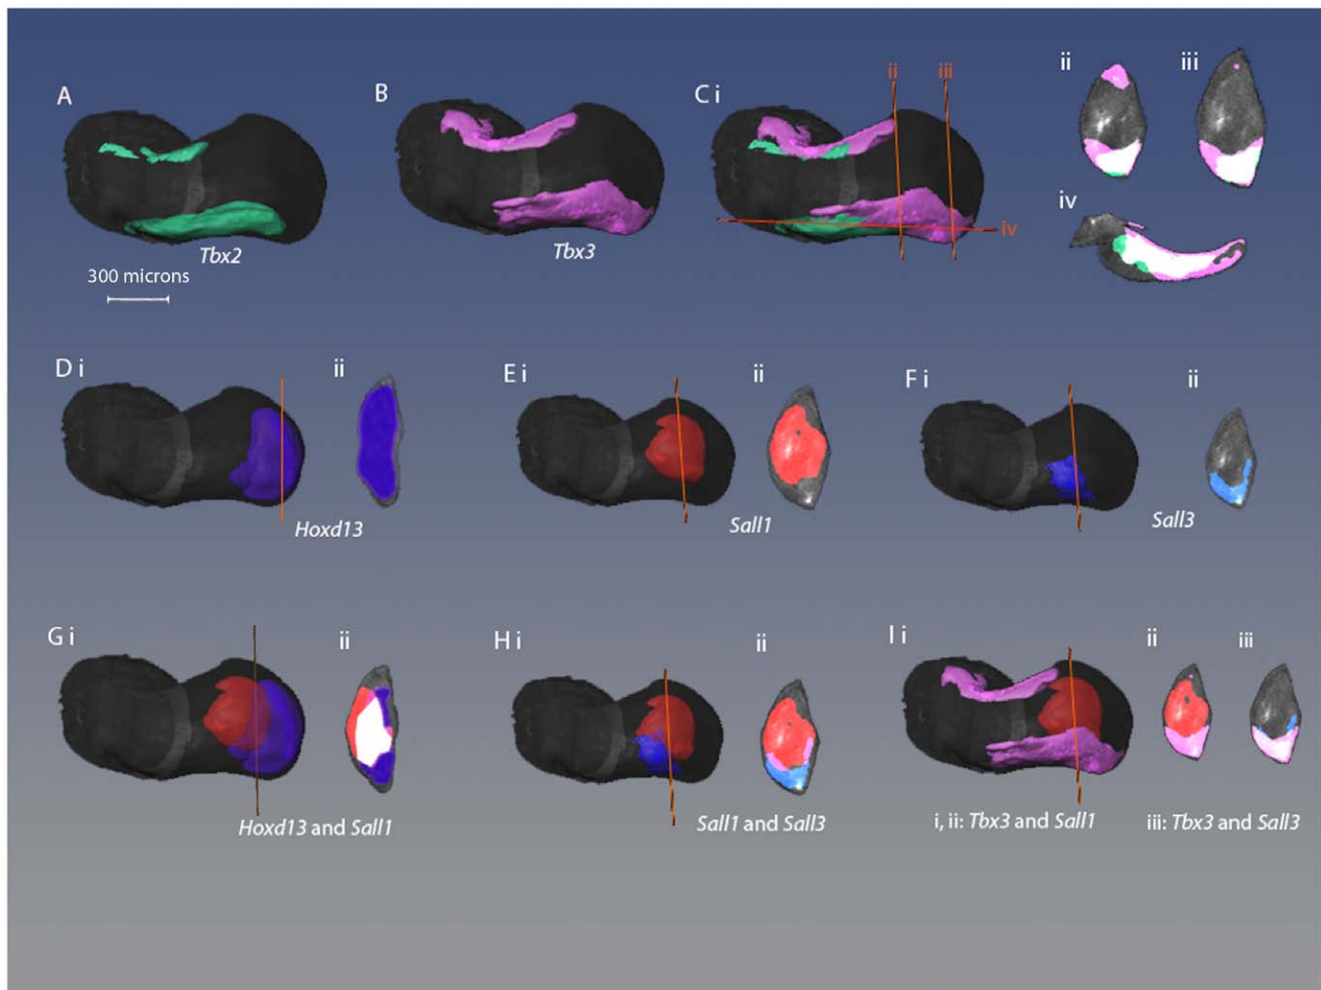 A
B
C i
ii
iii
ii
iii
iv
iv
Tbx2
Tbx3
300 microns
D i
ii
E i
ii
F i
ii
Hoxd13
Sall1
Sall3
G i
ii
H i
ii
I i
ii
iii
Hoxd13 and Sall1
Sall1 and Sall3
i, ii: Tbx3 and Sall1
iii: Tbx3 and Sall3